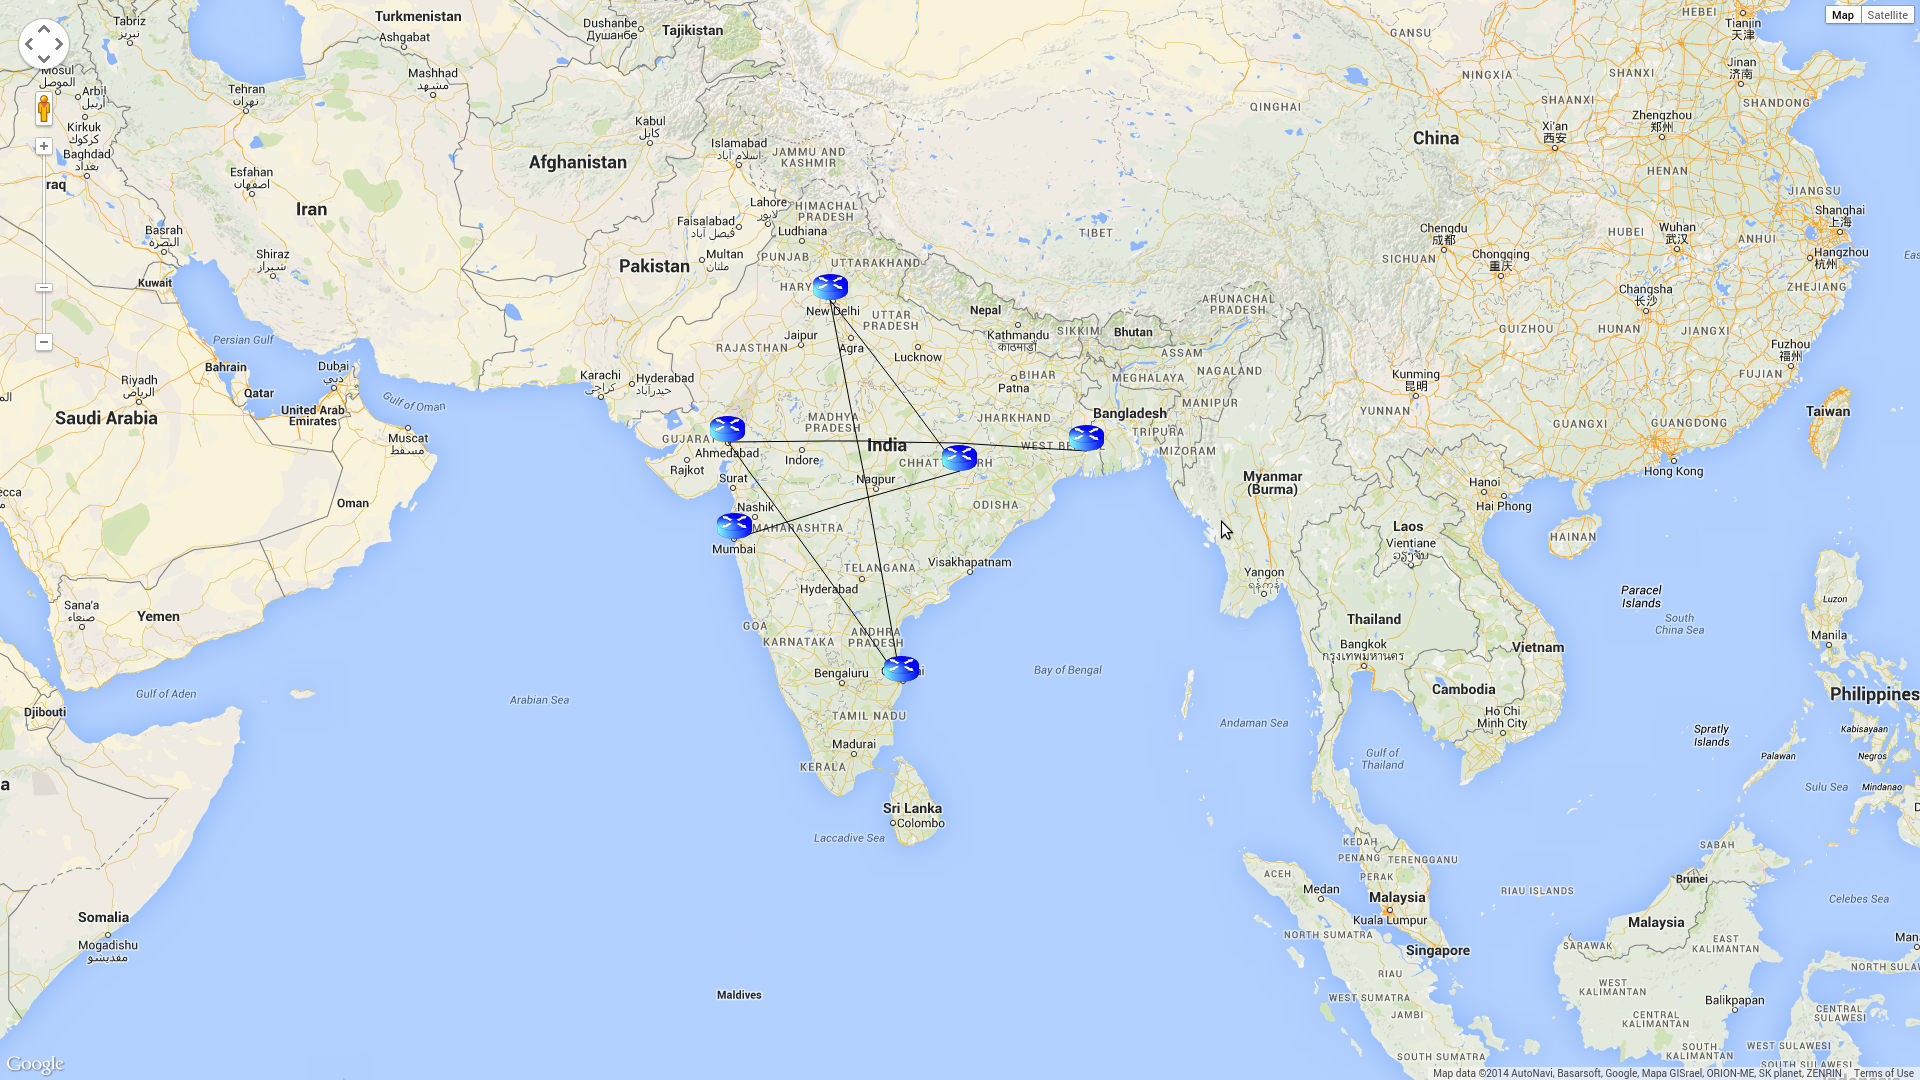 Turkmenistan
Dushanbe
Душанбе
Tajikistan
Tabriz
تبریز
Ashgabat
HEBEI
Tianjin
天津
Map
Satellite
GANSU
Mosul
الموصل
Arbil
أربيل
Tehran
تهران
Mashhad
مشهد
NINGXIA
SHANXI
Jinan
济南
SHANDONG
Kirkuk
كركوك
Baghdad
بغداد
raq
Kabul
کابل
Islamabad
اسلام آباد
JAMMU AND
KASHMIR
QINGHAI
SHAANXI
Xi'an
西安
Zhengzhou
郑州
China
Afghanistan
HENAN
JIANGSU
Esfahan
اصفهان
Iran
Lahore
لاہور
HIMACHAL
PRADESH
Faisalabad
فیصل آباد
Ludhiana
Shanghai
上海
Basrah
البصرة
TIBET
Chengdu
成都
HUBEI
Wuhan
武汉
ANHUI
Shiraz
شیراز
Pakistan
Multan
ملتان
PUNJAB
UTTARAKHAND
SICHUAN
Chongqing
重庆
Hangzhou
杭州
Eas
Kuwait
HARY
New Delhi
Nepal
ARUNACHAL
PRADESH
Changsha
长沙
ZHEJIANG
UTTAR
PRADESH
Persian Gulf
Jaipur
RAJASTHAN
Agra
Lucknow
Kathmandu
काठमाडौं
SIKKIM
Bhutan
ASSAM
GUIZHOU
HUNAN
JIANGXI
Fuzhou
福州
Bahrain
Dubai
دبي
Riyadh
الرياض
Qatar
Karachi
کراچی
Hyderabad
حیدرآباد
BIHAR
Patna
MEGHALAYA
NAGALAND
Kunming
昆明
FUJIAN
Gulf of Oman
United Arab
Emirates
Saudi Arabia
MADHYA
PRADESH
JHARKHAND
Bangladesh
MANIPUR
YUNNAN
GUANGXI
GUANGDONG
Taiwan
Muscat
مسقط
GUJARA
Ahmedabad
India
WEST BE
TRIPURA
MIZORAM
Rajkot
Indore
CHHAT
RH
Hong Kong
Surat
Nagpur
Myanmar
(Burma)
Hanoi
Hai Phong
ecca
Oman
Nashik
ODISHA
MAHARASHTRA
Laos
HAINAN
Mumbai
Vientiane
ວຽງຈັນ
TELANGANA
Visakhapatnam
Yangon
ရန်ကုန်
Hyderabad
Paracel
Islands
Luzon
Sana'a
صنعاء
Yemen
GOA
KARNATAKA
ANDHRA
PRADESH
Thailand
South
China Sea
Manila
Bangkok
กรุงเทพมหานคร
Vietnam
Bengaluru
Bay of Bengal
Cambodia
Philippines
Gulf of Aden
Arabian Sea
Djibouti
TAMIL NADU
Andaman Sea
Ho Chi
Minh City
Spratly
Islands
Kabisayaan
Madurai
KERALA
Gulf of
Thailand
Palawan
Negros
a
Sulu Sea
Mindanao
Sri Lanka
Colombo
Laccadive Sea
KEDAH
PENANG
TERENGGANU
SABAH
ACEH
PERAK
Brunei
Medan
Malaysia
RIAU ISLANDS
Celebes Sea
Somalia
Kuala Lumpur
Malaysia
NORTH SUMATRA
Mogadishu
مقديشو
Singapore
SARAWAK
EAST
KALIMANTAN
Man
RIAU
NORTH SULAW
Maldives
WEST SUMATRA
WEST
KALIMANTAN
Balikpapan
JAMBI
CENTRAL
KALIMANTAN
CENTRAL
SULAWESI
SOUTH SUMATRA
SOUTH
KALIMANTAN
WEST SULAWESI
Google
Map data ©2014 AutoNavi, Basarsoft, Google, Mapa GISrael, ORION-ME, SK planet, ZENRIN
Terms of Use